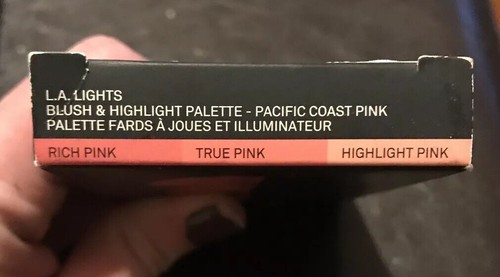 L.A. LIGHTS
BLUSH & HIGHLIGHT PALETTE - PACIFIC COAST PINK
PALETTE FARDS À JOUES ET ILLUMINATEUR
RICH PINK TRUE PINK HIGHLIGHT PINK